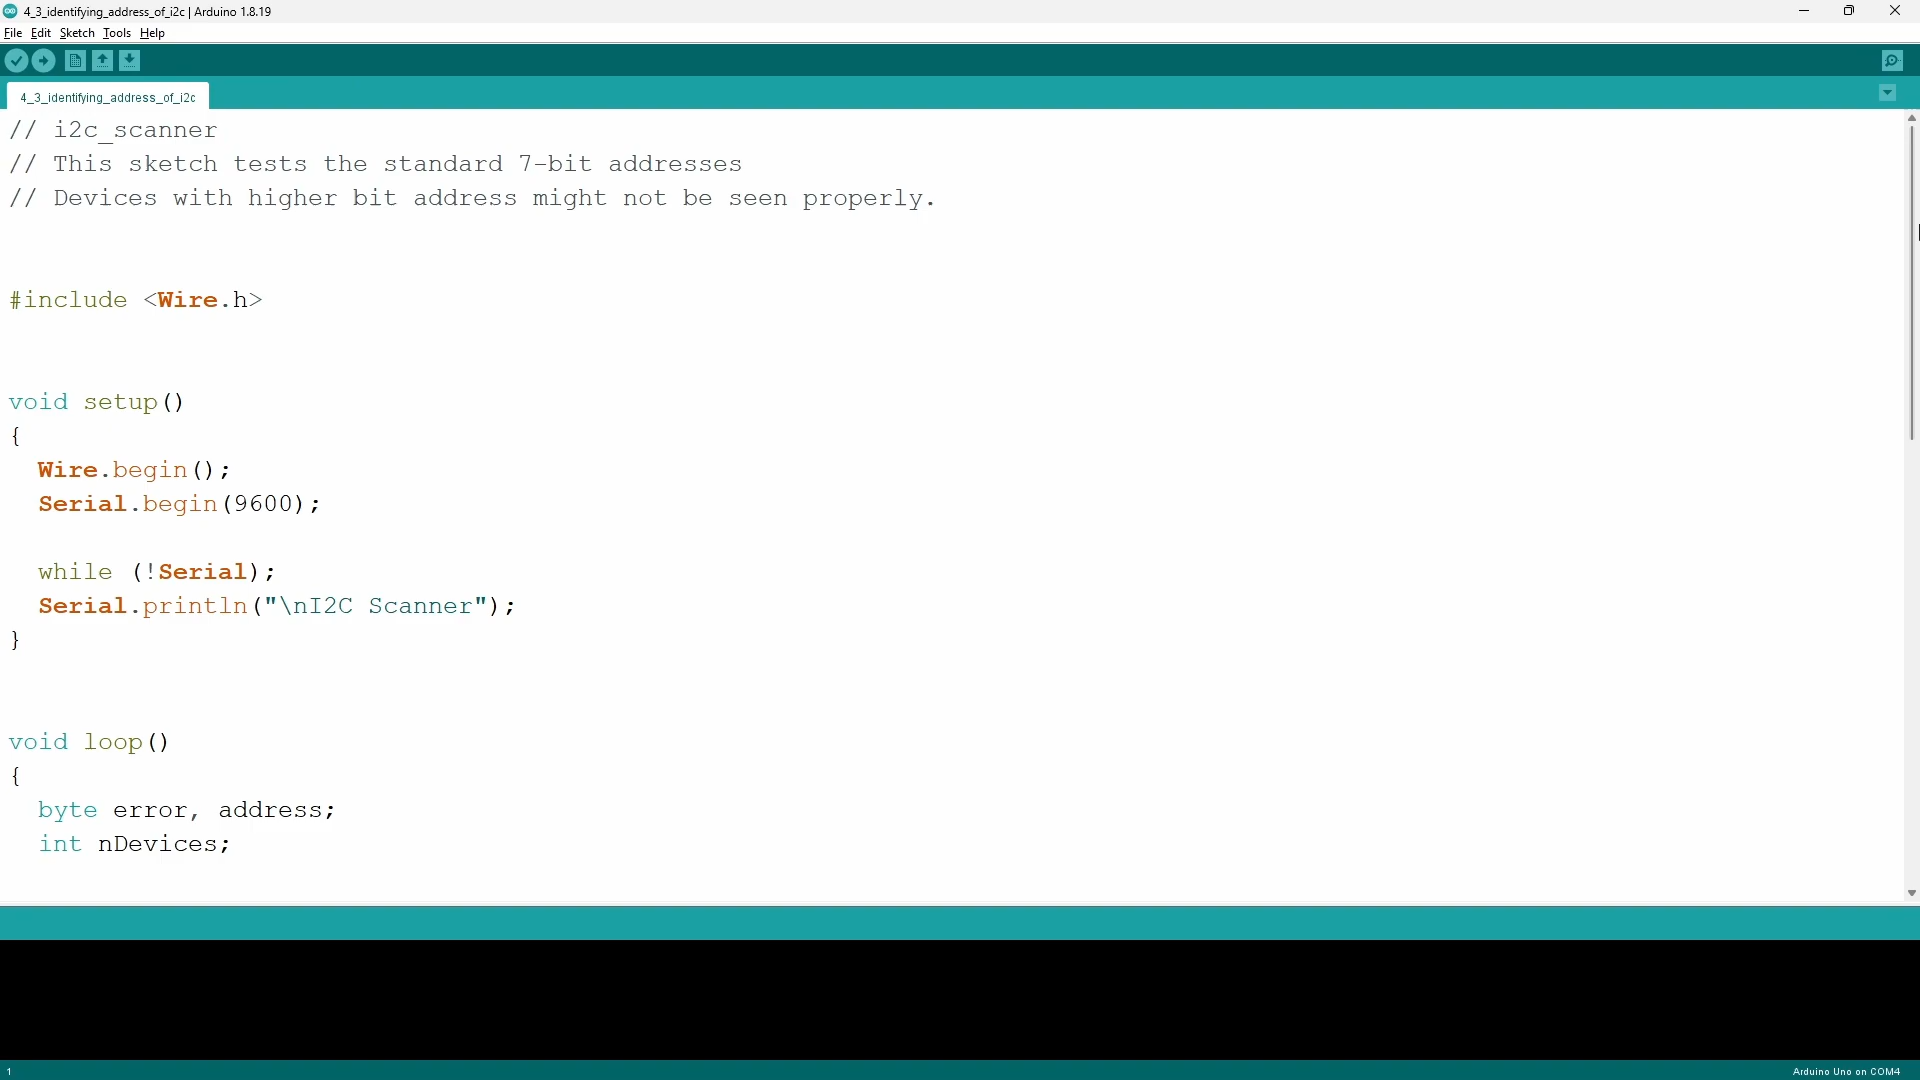 4_3_identifying_address_of_i2c | Arduino 1.8.19
File Edit Sketch Tools Help
4_3_identifying_address_of_i2c
// i2c_scanner
// This sketch tests the standard 7-bit addresses
// Devices with higher bit address might not be seen properly.
#include <Wire.h>
void setup()
{
Wire.begin();
Serial.begin(9600);
while (!Serial);
Serial.println("\nI2C Scanner");
}
void loop()
{
byte error, address;
int nDevices;
1
Arduino Uno on COM4